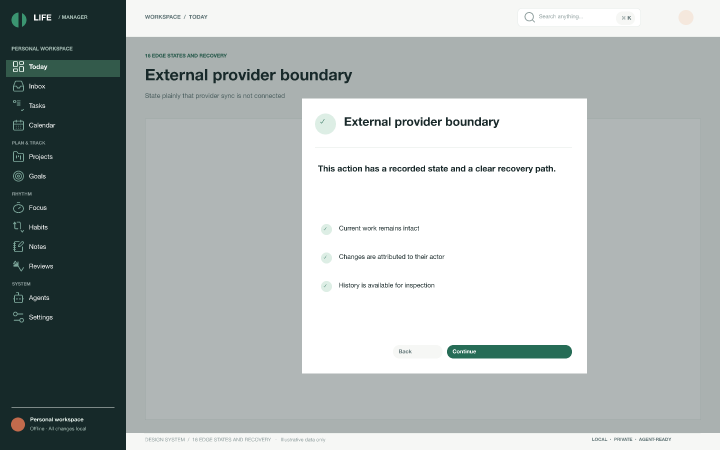 LIFE / MANAGER
PERSONAL WORKSPACE
Today
Inbox
Tasks
Calendar
PLAN & TRACK
Projects
Goals
RHYTHM
Focus
Habits
Notes
Reviews
SYSTEM
Agents
Settings
Personal workspace
Offline · All changes local
WORKSPACE / TODAY
Search anything...
⌘ K
16 EDGE STATES AND RECOVERY
External provider boundary
State plainly that provider sync is not connected
External provider boundary
This action has a recorded state and a clear recovery path.
Current work remains intact
Changes are attributed to their actor
History is available for inspection
Back
Continue
DESIGN SYSTEM / 16 EDGE STATES AND RECOVERY · Illustrative data only
LOCAL · PRIVATE · AGENT-READY